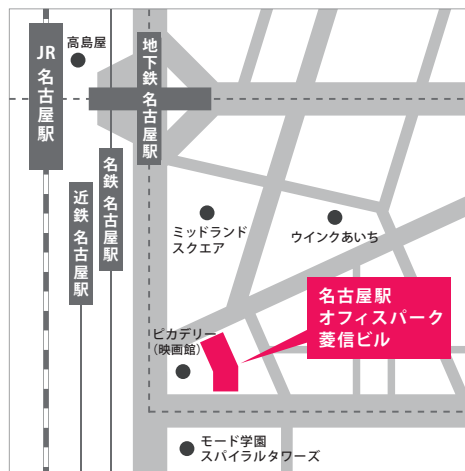 高島屋
JR 名古屋駅
地下鉄 名古屋駅
名鉄 名古屋駅
近鉄 名古屋駅
ミッドランド
スクエア
ウインクあいち
名古屋駅
オフィスパーク
菱信ビル
ピカデリー
(映画館)
モード学園
スパイラルタワーズ